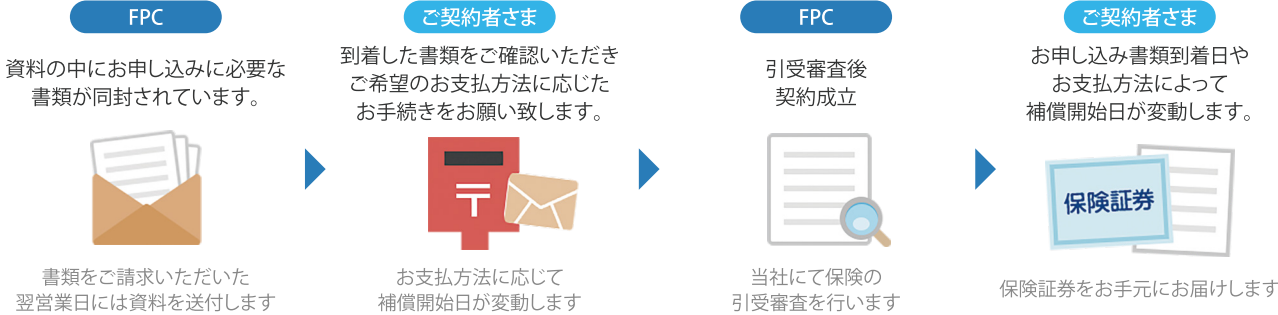 FPC
資料の中にお申し込みに必要な
書類が同封されています。
書類をご請求いただいた
翌営業日には資料を送付します
ご契約者さま
到着した書類をご確認いただき
ご希望のお支払方法に応じた
お手続きをお願い致します。
〒
お支払方法に応じて
補償開始日が変動します
FPC
引受審査後
契約成立
当社にて保険の
引受審査を行います
ご契約者さま
お申し込み書類到着日や
お支払方法によって
補償開始日が変動します。
保険証券
保険証券をお手元にお届けします